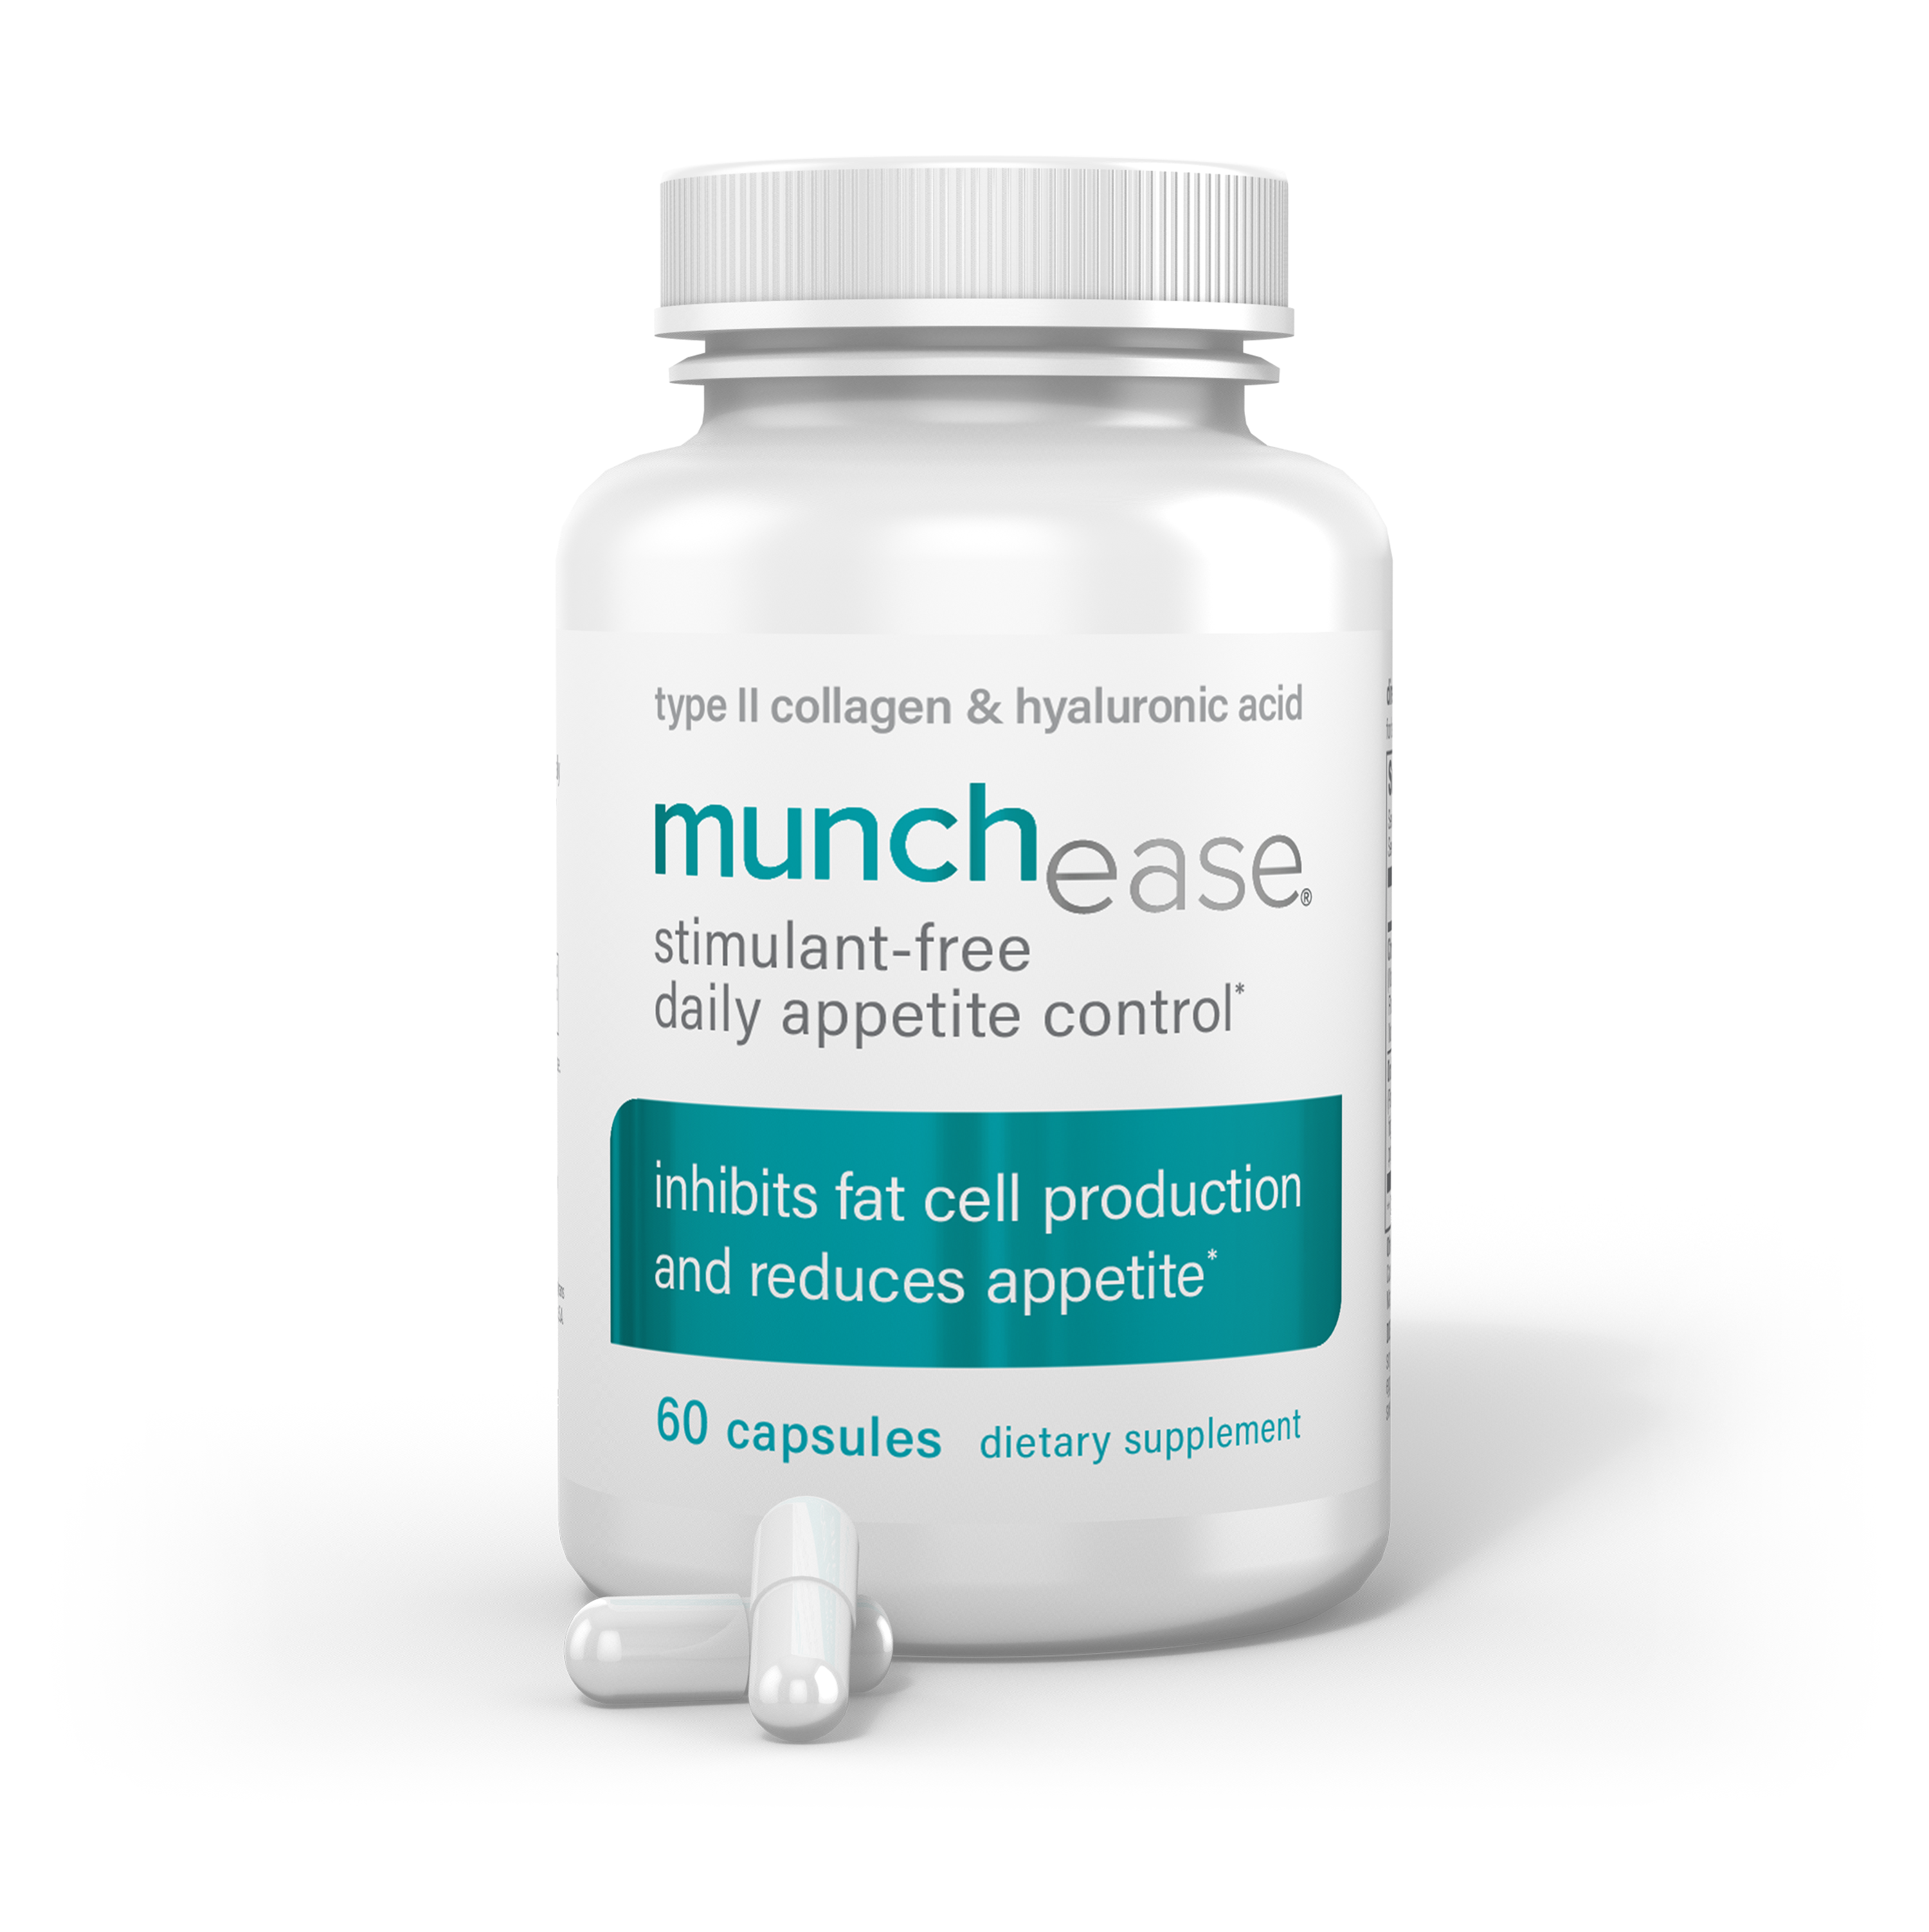 type II collagen & hyaluronic acid
munchease®
stimulant-free
daily appetite control*
inhibits fat cell production
and reduces appetite*
60 capsules dietary supplement